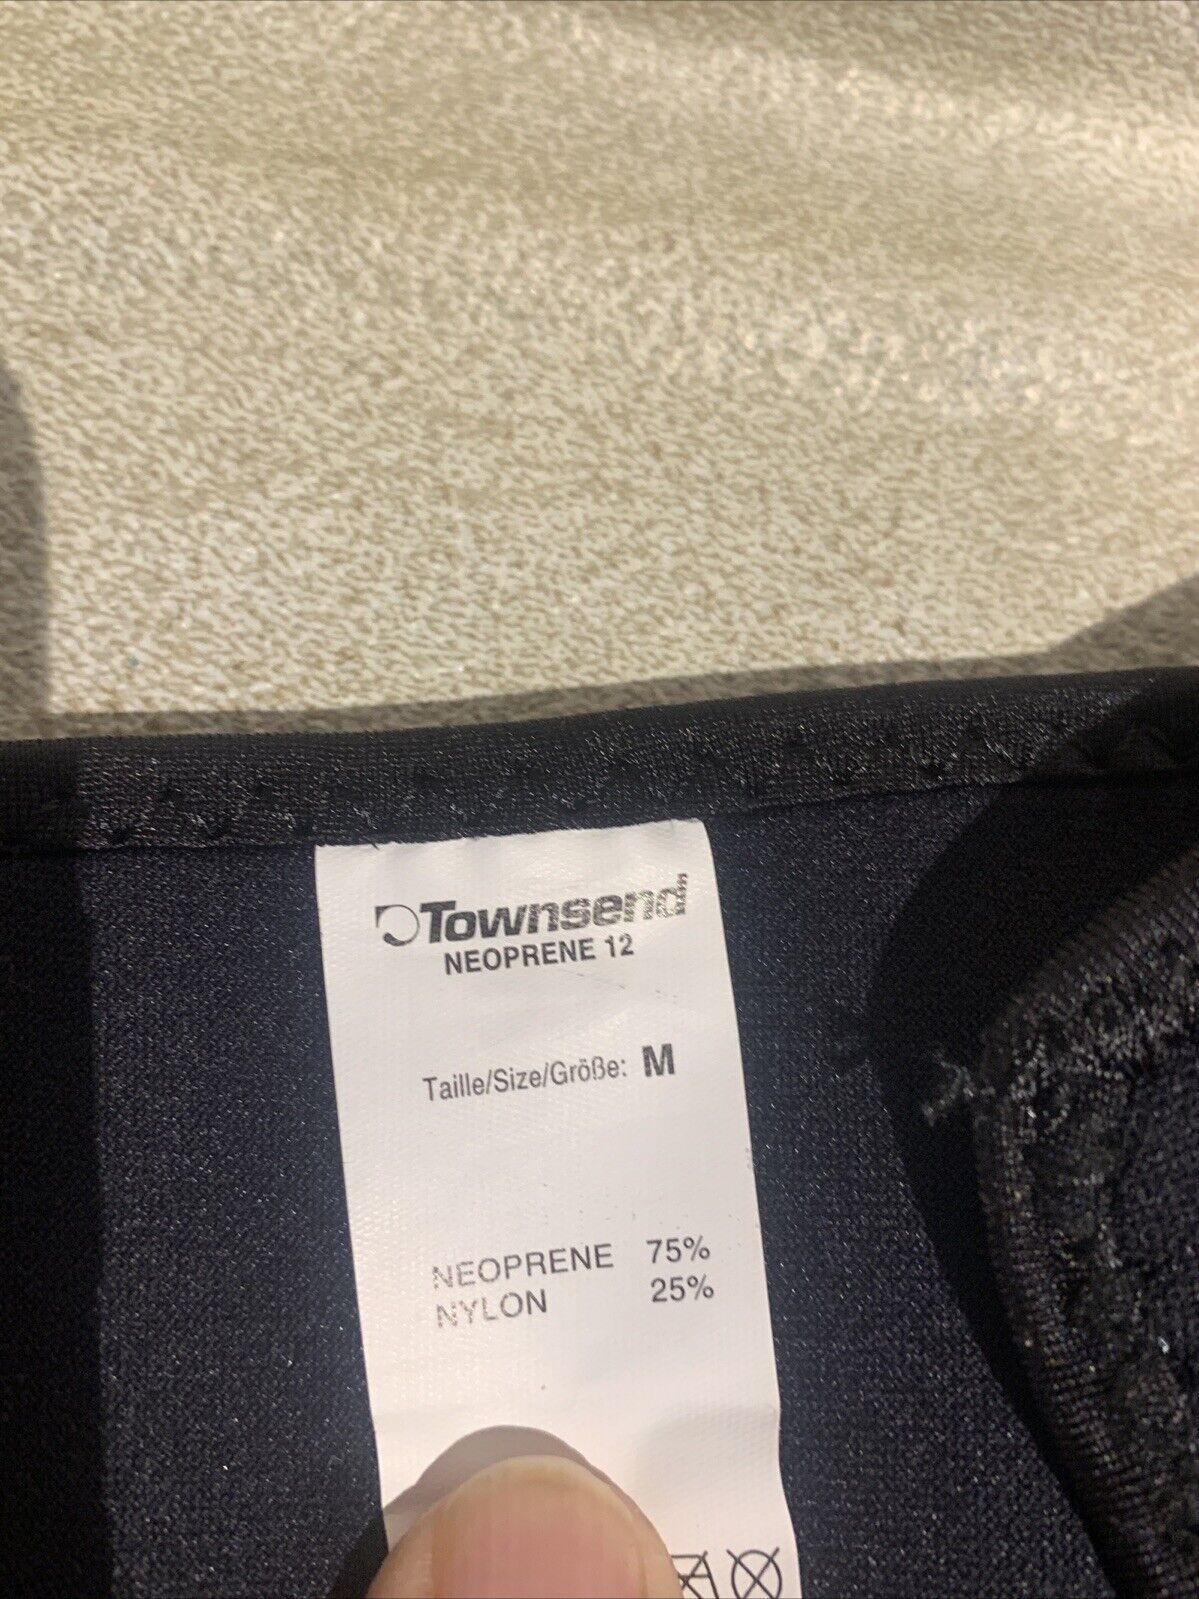 Townsend
NEOPRENE 12
Taille/Size/Größe: M
NEOPRENE 75%
NYLON 25%